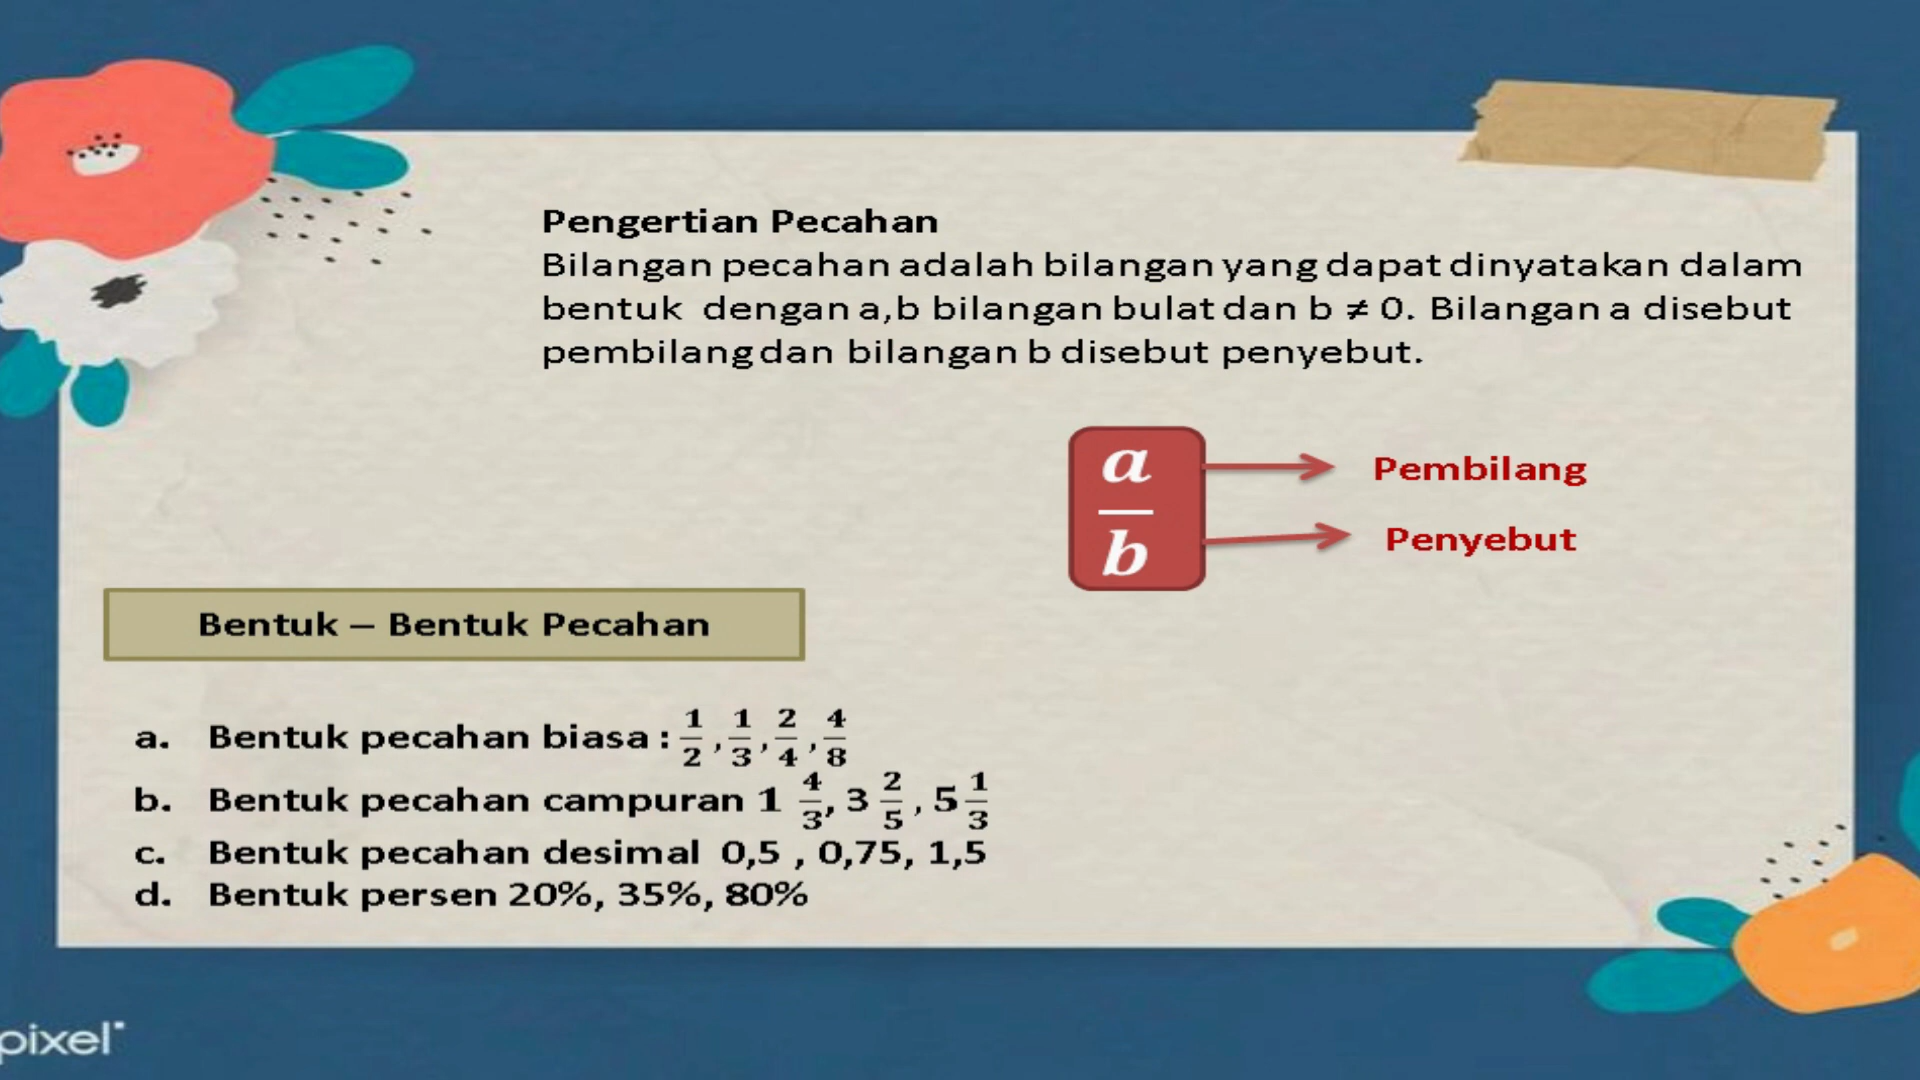 Pengertian Pecahan
Bilangan pecahan adalah bilangan yang dapat dinyatakan dalam
bentuk dengan a,b bilangan bulat dan b ≠ 0. Bilangan a disebut
pembilang dan bilangan b disebut penyebut.
a/b
Pembilang
Penyebut
Bentuk – Bentuk Pecahan
a. Bentuk pecahan biasa : 1/2 , 1/3 , 2/4 , 4/8
b. Bentuk pecahan campuran 1 4/3, 3 2/5 , 5 1/3
c. Bentuk pecahan desimal 0,5 , 0,75, 1,5
d. Bentuk persen 20%, 35%, 80%
pixel